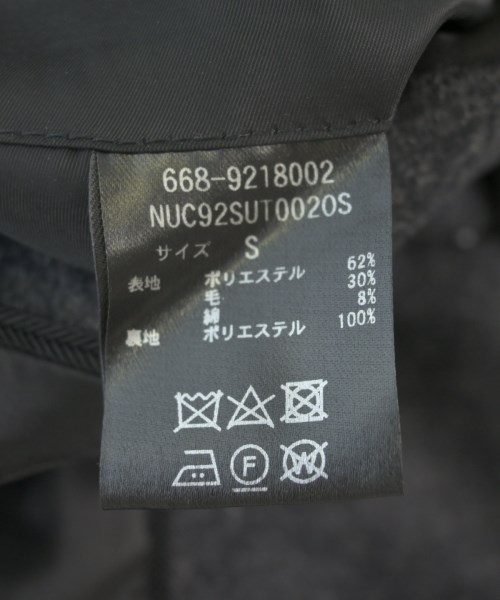 668-9218002
NUC92SUT0020S
サイズ S
表地 ポリエステル 62%
毛 30%
綿 8%
裏地 ポリエステル 100%
F
W